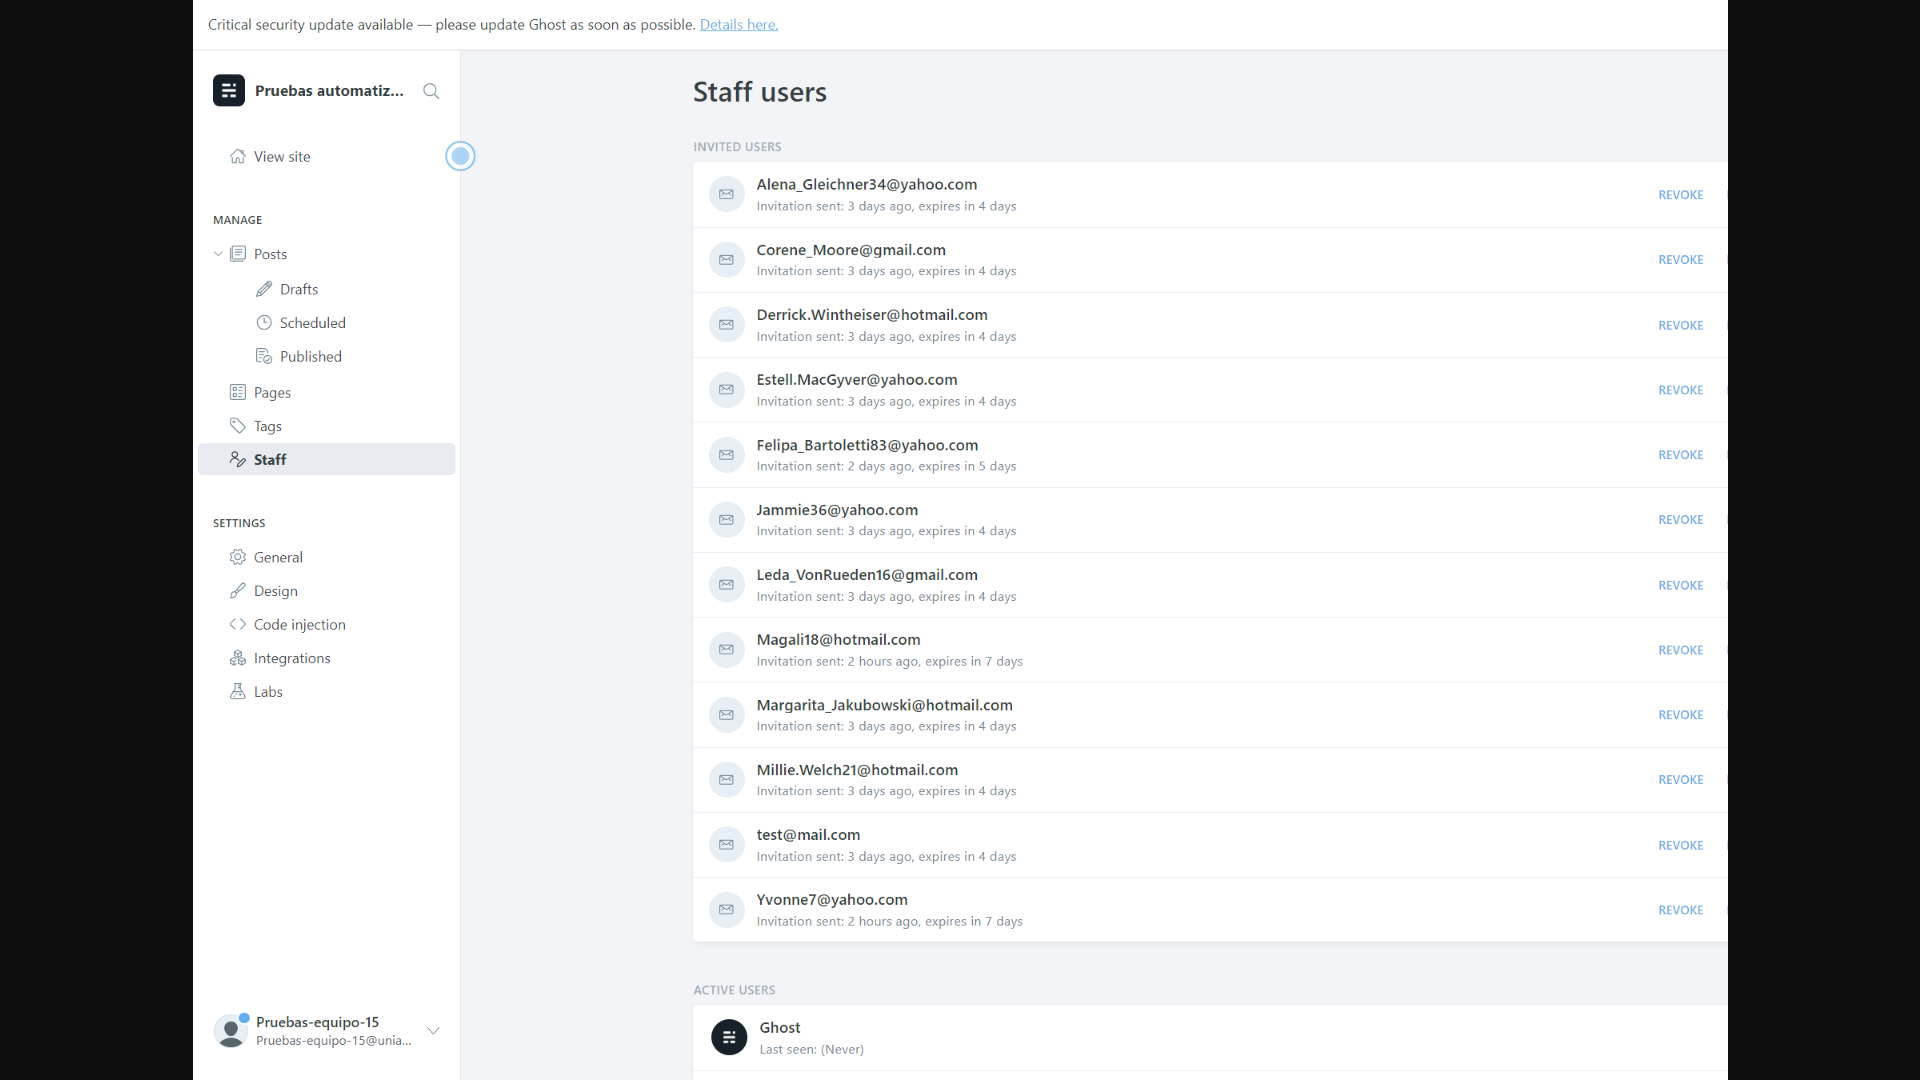 Critical security update available — please update Ghost as soon as possible. Details here.
Pruebas automatiz...
View site
MANAGE
Posts
Drafts
Scheduled
Published
Pages
Tags
Staff
SETTINGS
General
Design
Code injection
Integrations
Labs
Pruebas-equipo-15
Pruebas-equipo-15@unia...
Staff users
INVITED USERS
Alena_Gleichner34@yahoo.com
Invitation sent: 3 days ago, expires in 4 days
REVOKE
Corene_Moore@gmail.com
Invitation sent: 3 days ago, expires in 4 days
REVOKE
Derrick.Wintheiser@hotmail.com
Invitation sent: 3 days ago, expires in 4 days
REVOKE
Estell.MacGyver@yahoo.com
Invitation sent: 3 days ago, expires in 4 days
REVOKE
Felipa_Bartoletti83@yahoo.com
Invitation sent: 2 days ago, expires in 5 days
REVOKE
Jammie36@yahoo.com
Invitation sent: 3 days ago, expires in 4 days
REVOKE
Leda_VonRueden16@gmail.com
Invitation sent: 3 days ago, expires in 4 days
REVOKE
Magali18@hotmail.com
Invitation sent: 2 hours ago, expires in 7 days
REVOKE
Margarita_Jakubowski@hotmail.com
Invitation sent: 3 days ago, expires in 4 days
REVOKE
Millie.Welch21@hotmail.com
Invitation sent: 3 days ago, expires in 4 days
REVOKE
test@mail.com
Invitation sent: 3 days ago, expires in 4 days
REVOKE
Yvonne7@yahoo.com
Invitation sent: 2 hours ago, expires in 7 days
REVOKE
ACTIVE USERS
Ghost
Last seen: (Never)